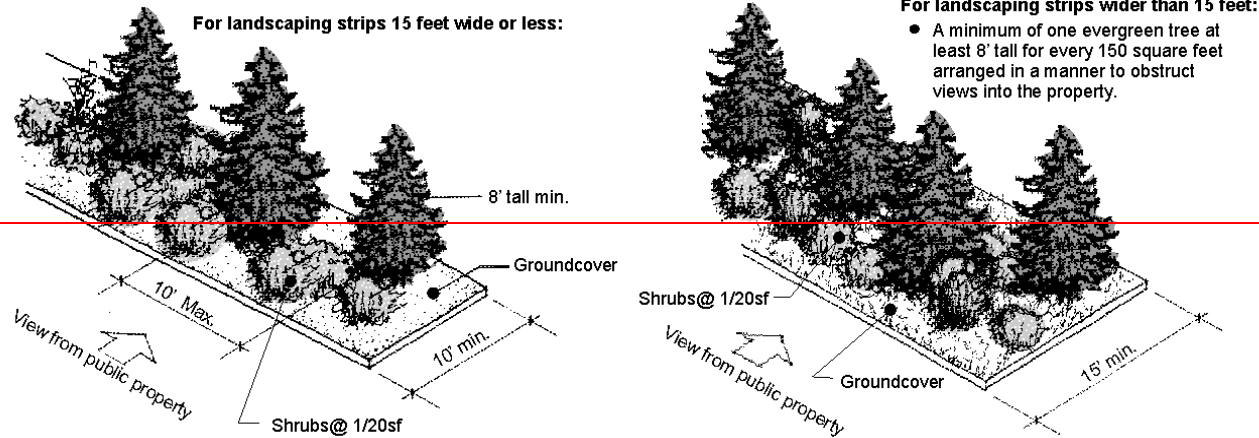 For landscaping strips 15 feet wide or less:
8' tall min.
Groundcover
10' Max.
10' min.
View from public property
Shrubs@ 1/20sf
For landscaping strips wider than 15 feet:
● A minimum of one evergreen tree at
least 8' tall for every 150 square feet
arranged in a manner to obstruct
views into the property.
Shrubs@ 1/20sf
View from public property
Groundcover
15' min.